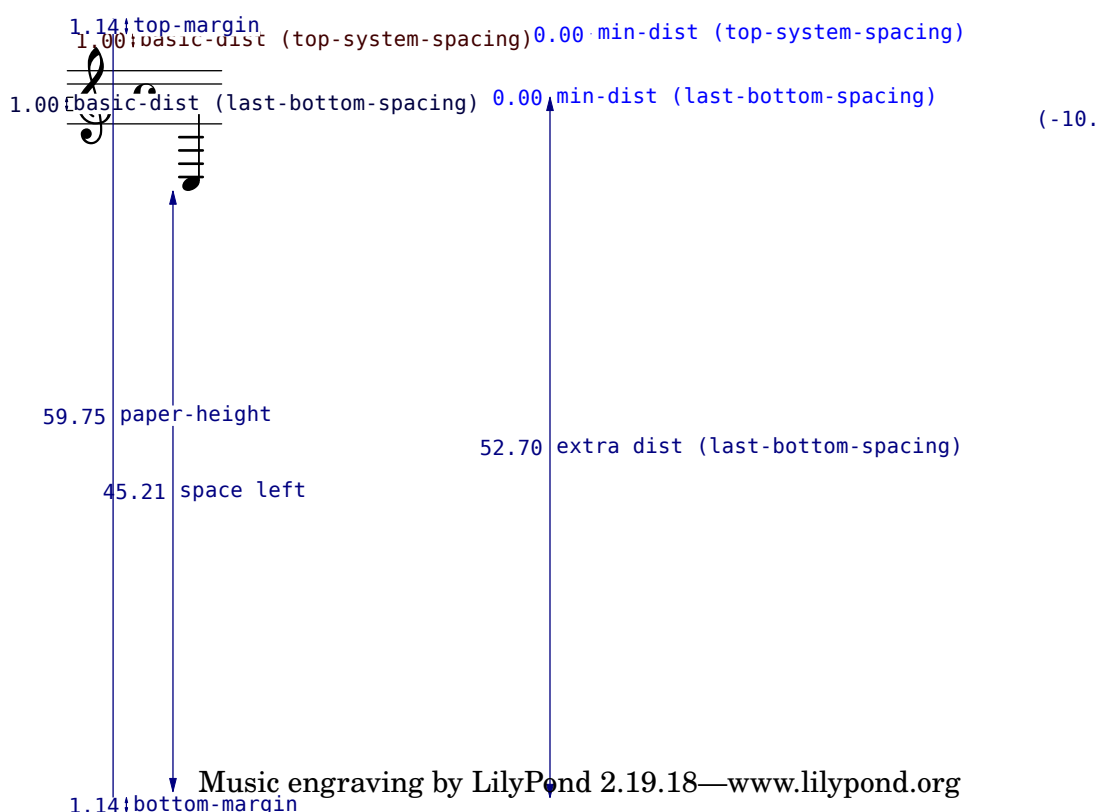 1.14 top-margin
1.00 basic-dist (top-system-spacing) 0.00 min-dist (top-system-spacing)
1.00 basic-dist (last-bottom-spacing) 0.00 min-dist (last-bottom-spacing)
(-10.
59.75 paper-height
52.70 extra dist (last-bottom-spacing)
45.21 space left
Music engraving by LilyPond 2.19.18—www.lilypond.org
1.14 bottom-margin